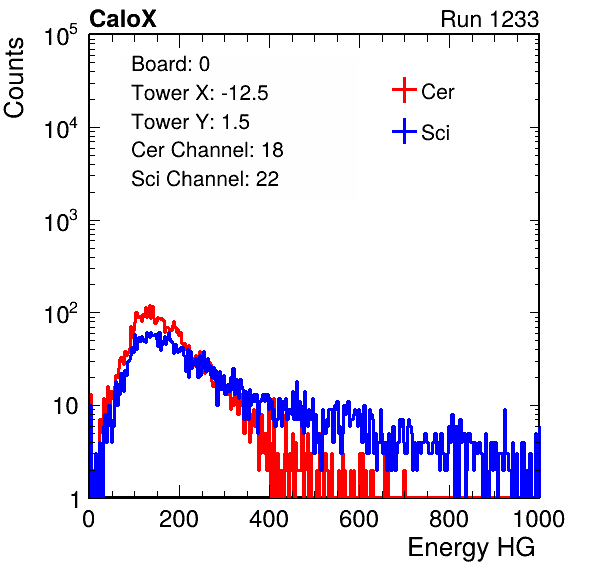 CaloX Run 1233
Counts
10^5
10^4
10^3
10^2
10
1
Board: 0
Tower X: -12.5
Tower Y: 1.5
Cer Channel: 18
Sci Channel: 22
Cer
Sci
0 200 400 600 800 1000
Energy HG